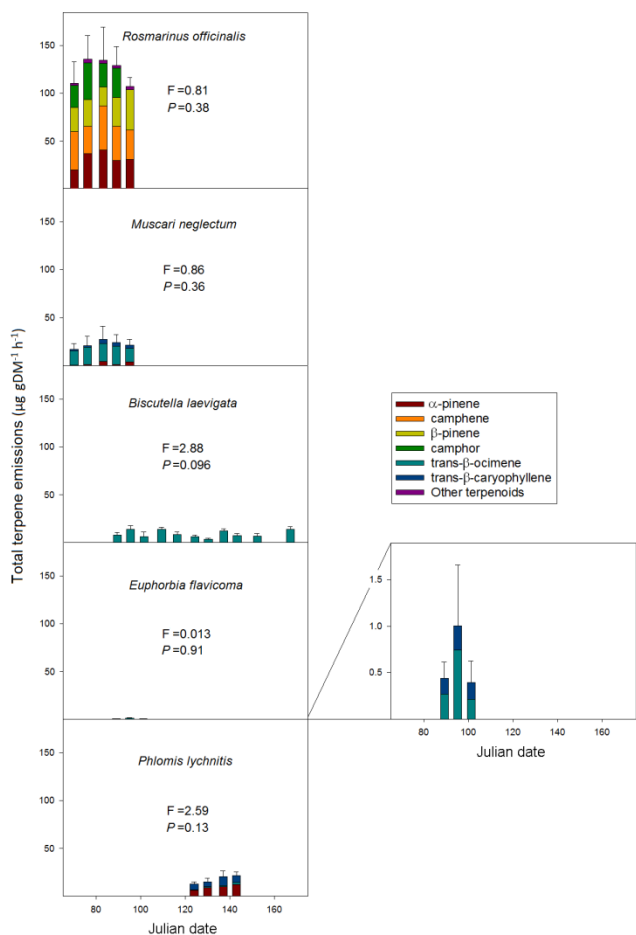 Total terpene emissions (µg gDM⁻¹ h⁻¹)
Rosmarinus officinalis
F =0.81
P =0.38
150
100
50
Muscari neglectum
F =0.86
P =0.36
150
100
50
Biscutella laevigata
F =2.88
P =0.096
150
100
50
Euphorbia flavicoma
F =0.013
P =0.91
150
100
50
Phlomis lychnitis
F =2.59
P =0.13
150
100
50
80 100 120 140 160
Julian date
α-pinene
camphene
β-pinene
camphor
trans-β-ocimene
trans-β-caryophyllene
Other terpenoids
1.5
1.0
0.5
80 100 120 140 160
Julian date